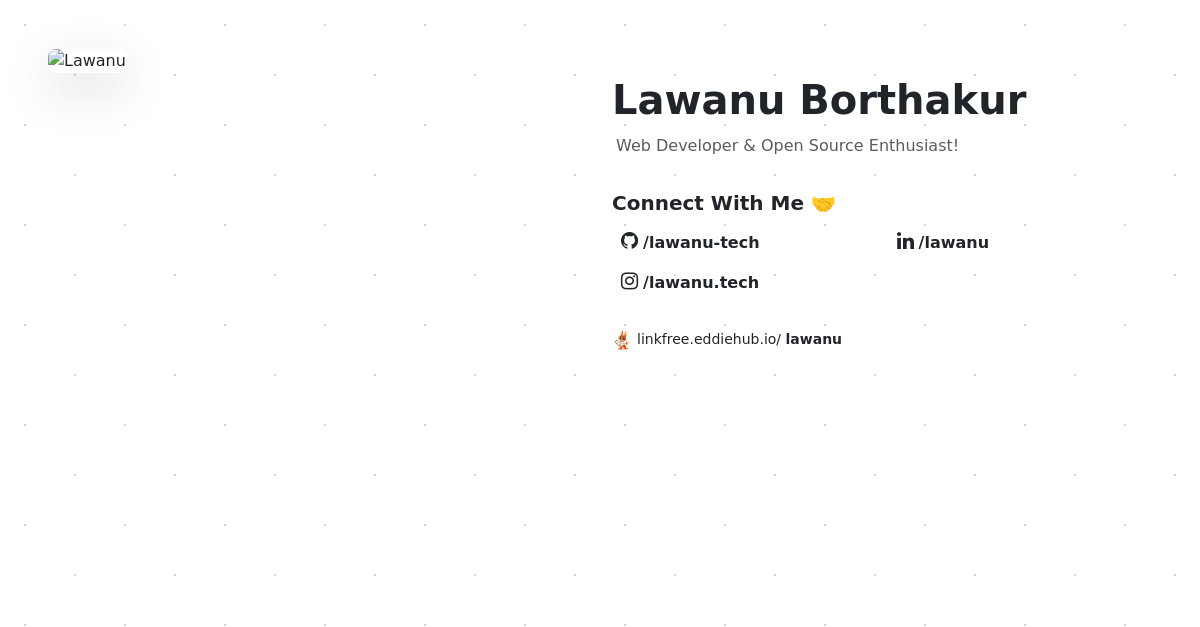 Lawanu
Lawanu Borthakur
Web Developer & Open Source Enthusiast!
Connect With Me 🤝
/lawanu-tech
/lawanu
/lawanu.tech
linkfree.eddiehub.io/ lawanu